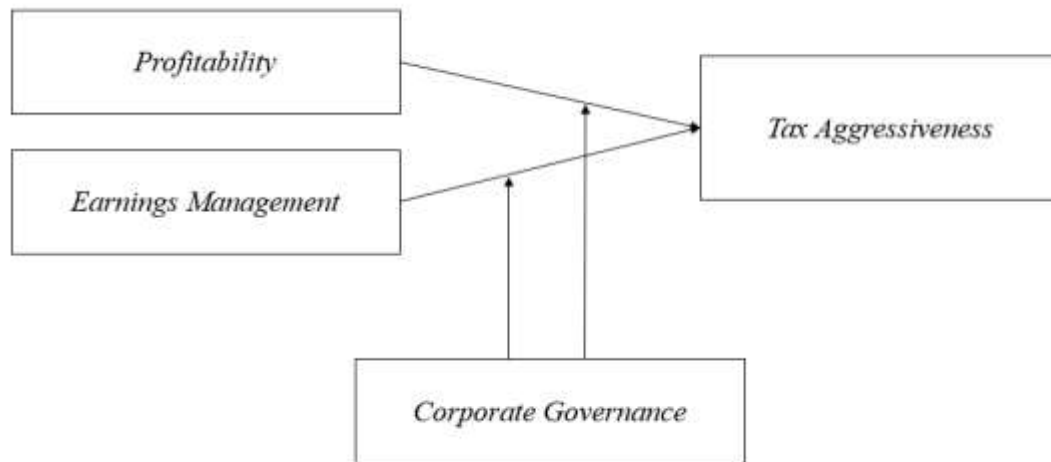 Profitability
Tax Aggressiveness
Earnings Management
Corporate Governance